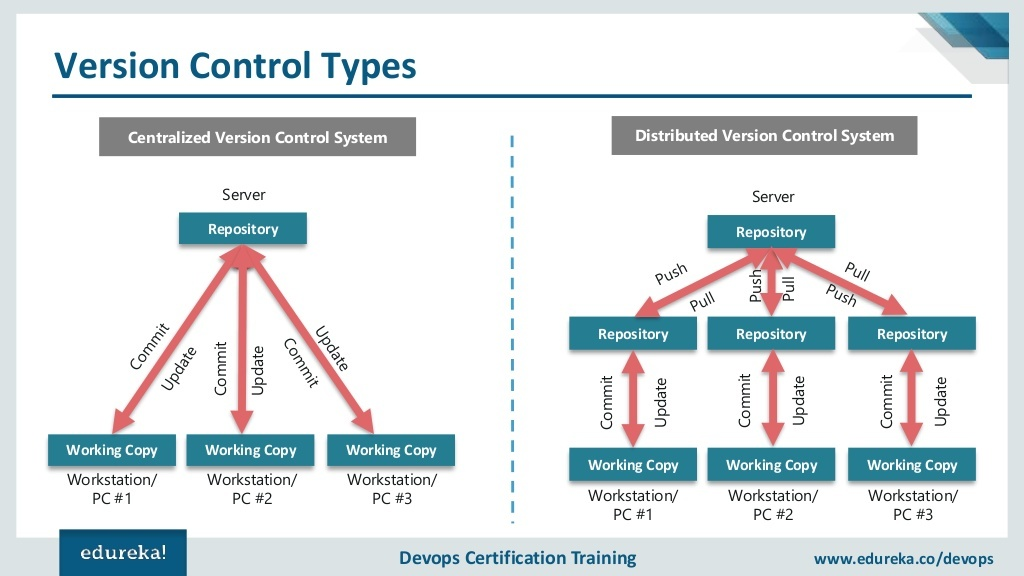 Version Control Types
Centralized Version Control System
Server
Repository
Commit
Update
Commit
Update
Commit
Update
Working Copy
Working Copy
Working Copy
Workstation/
PC #1
Workstation/
PC #2
Workstation/
PC #3
Distributed Version Control System
Server
Repository
Push
Pull
Push
Pull
Pull
Push
Repository
Repository
Repository
Commit
Update
Commit
Update
Commit
Update
Working Copy
Working Copy
Working Copy
Workstation/
PC #1
Workstation/
PC #2
Workstation/
PC #3
edureka!
Devops Certification Training
www.edureka.co/devops